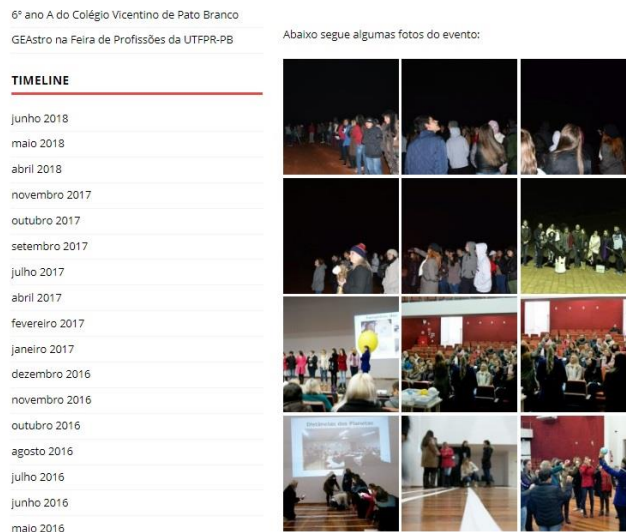 6º ano A do Colégio Vicentino de Pato Branco
GEAstro na Feira de Profissões da UTFPR-PB
TIMELINE
junho 2018
maio 2018
abril 2018
novembro 2017
outubro 2017
setembro 2017
julho 2017
abril 2017
fevereiro 2017
janeiro 2017
dezembro 2016
novembro 2016
outubro 2016
agosto 2016
julho 2016
junho 2016
maio 2016
Abaixo segue algumas fotos do evento:
Distâncias dos Planetas